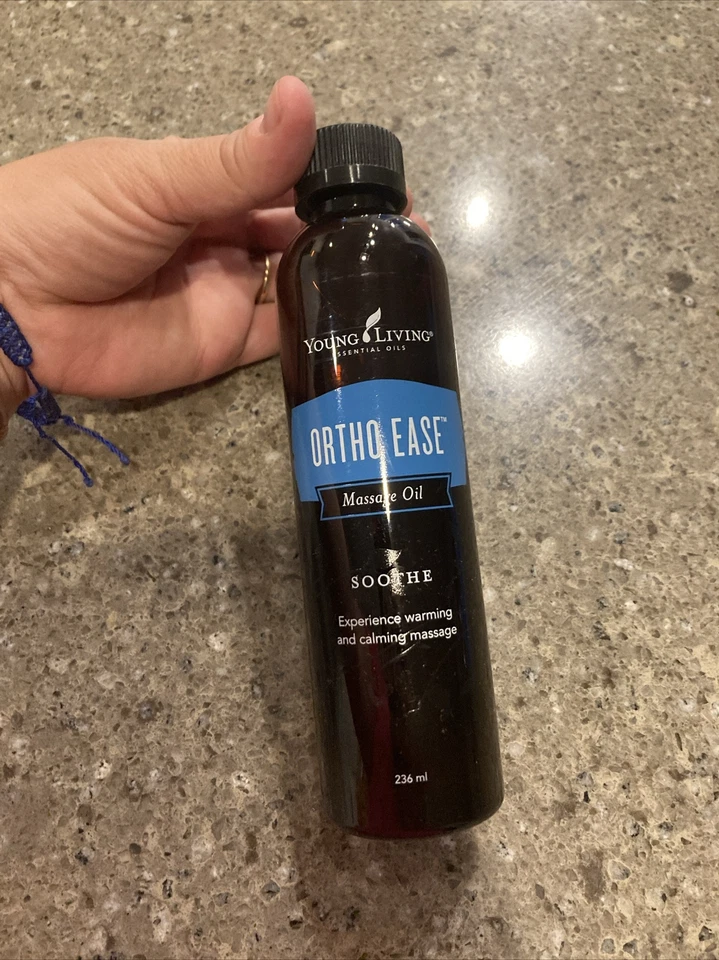 YOUNG LIVING®
ESSENTIAL OILS
ORTHO EASE™
Massage Oil
SOOTHE
Experience warming
and calming massage
236 ml